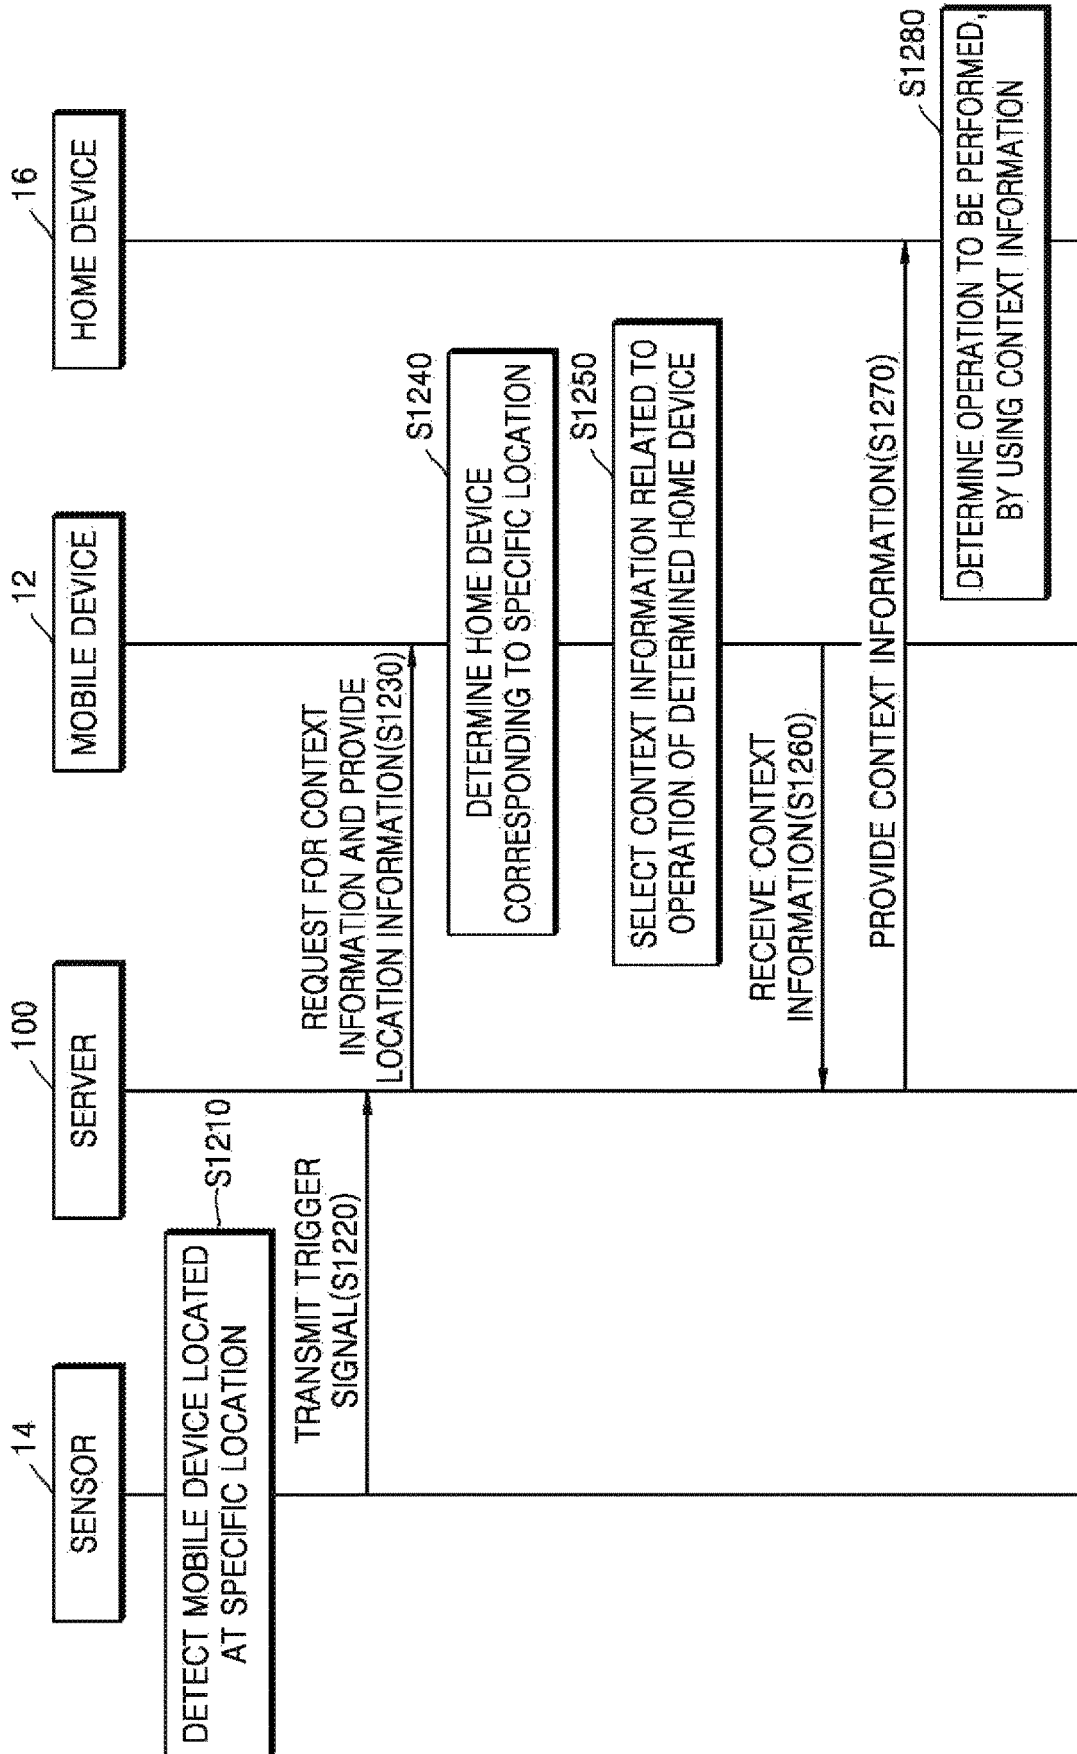 14
SENSOR
100
SERVER
12
MOBILE DEVICE
16
HOME DEVICE
DETECT MOBILE DEVICE LOCATED
AT SPECIFIC LOCATION
S1210
TRANSMIT TRIGGER
SIGNAL(S1220)
REQUEST FOR CONTEXT
INFORMATION AND PROVIDE
LOCATION INFORMATION(S1230)
S1240
DETERMINE HOME DEVICE
CORRESPONDING TO SPECIFIC LOCATION
S1250
SELECT CONTEXT INFORMATION RELATED TO
OPERATION OF DETERMINED HOME DEVICE
RECEIVE CONTEXT
INFORMATION(S1260)
PROVIDE CONTEXT INFORMATION(S1270)
S1280
DETERMINE OPERATION TO BE PERFORMED,
BY USING CONTEXT INFORMATION